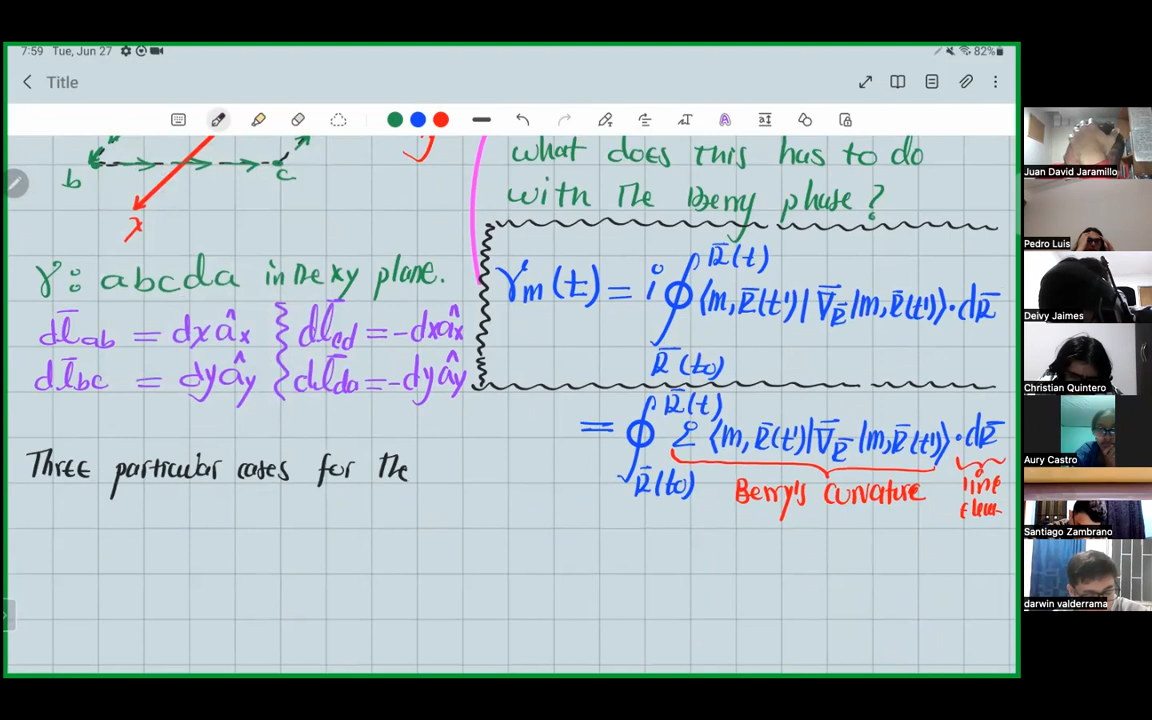 7:59 Tue, Jun 27
82%
Title
b
c
x
γ: abcda in the xy plane.
dl̄ab = dx âx { dl̄cd = -dx âx
dl̄bc = dy ây { dl̄da = -dy ây
Three particular cases for the
what does this has to do
with the Berry phase?
γm(t) = i ∮ ⟨m, R̄(t')| ∇̄R̄ |m, R̄(t')⟩ · dR̄
R̄(t)
R̄(to)
= ∮ ⟨m, R̄(t')| ∇̄R̄ |m, R̄(t')⟩ · dR̄
R̄(t)
R̄(to)
Berry's curvature
line
Juan David Jaramillo
Pedro Luis
Deivy Jaimes
Christian Quintero
Aury Castro
Santiago Zambrano
darwin valderrama